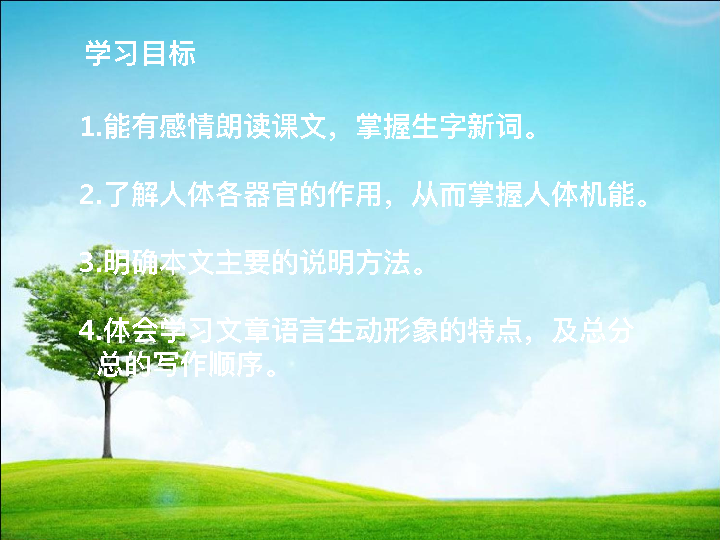 学习目标
1.能有感情朗读课文，掌握生字新词。
2.了解人体各器官的作用，从而掌握人体机能。
3.明确本文主要的说明方法。
4.体会学习文章语言生动形象的特点，及总分
总的写作顺序。